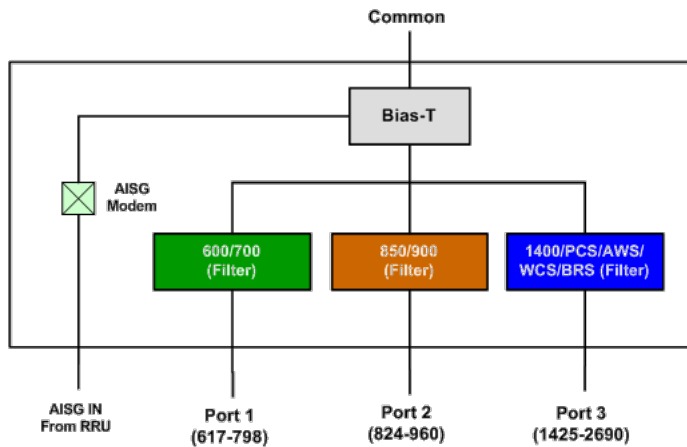 Common
Bias-T
AISG
Modem
600/700
(Filter)
850/900
(Filter)
1400/PCS/AWS/
WCS/BRS (Filter)
AISG IN
From RRU
Port 1
(617-798)
Port 2
(824-960)
Port 3
(1425-2690)